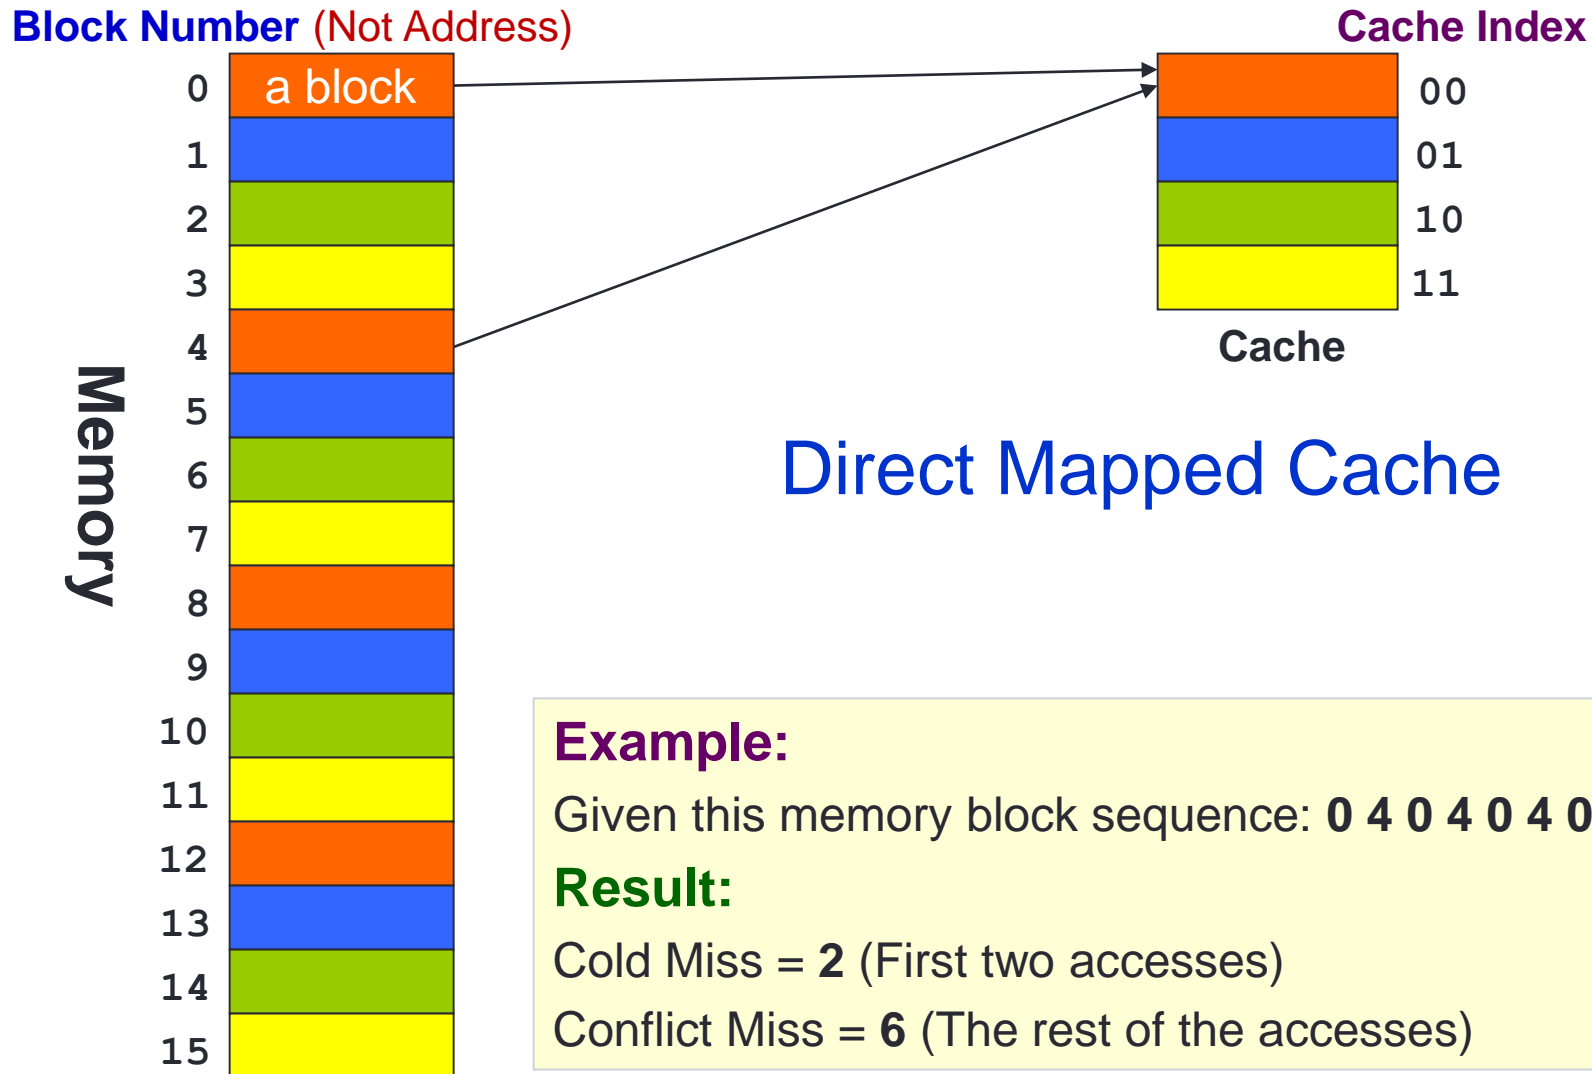 Block Number (Not Address)
Cache Index
0 a block 00
1 01
2 10
3 11
4
Cache
5
6
7
8
9
10
11
12
13
14
15
Memory
Direct Mapped Cache
Example:
Given this memory block sequence: 0 4 0 4 0 4 0
Result:
Cold Miss = 2 (First two accesses)
Conflict Miss = 6 (The rest of the accesses)